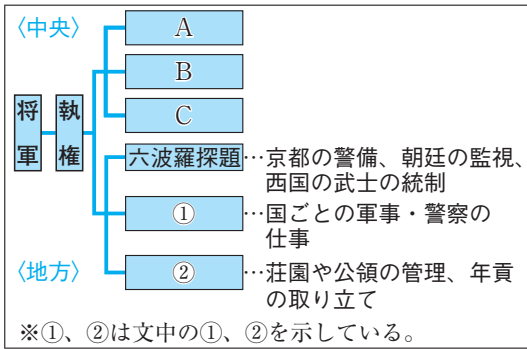 〈中央〉
A
B
C
将軍
執権
六波羅探題…京都の警備、朝廷の監視、
西国の武士の統制
①…国ごとの軍事・警察の
仕事
〈地方〉
②…荘園や公領の管理、年貢
の取り立て
※①、②は文中の①、②を示している。